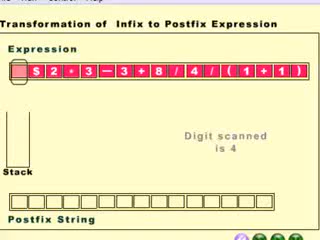 Transformation of Infix to Postfix Expression
Expression
$ 2 * 3 — 3 + 8 / 4 / ( 1 + 1 )
Digit scanned
is 4
Stack
Postfix String